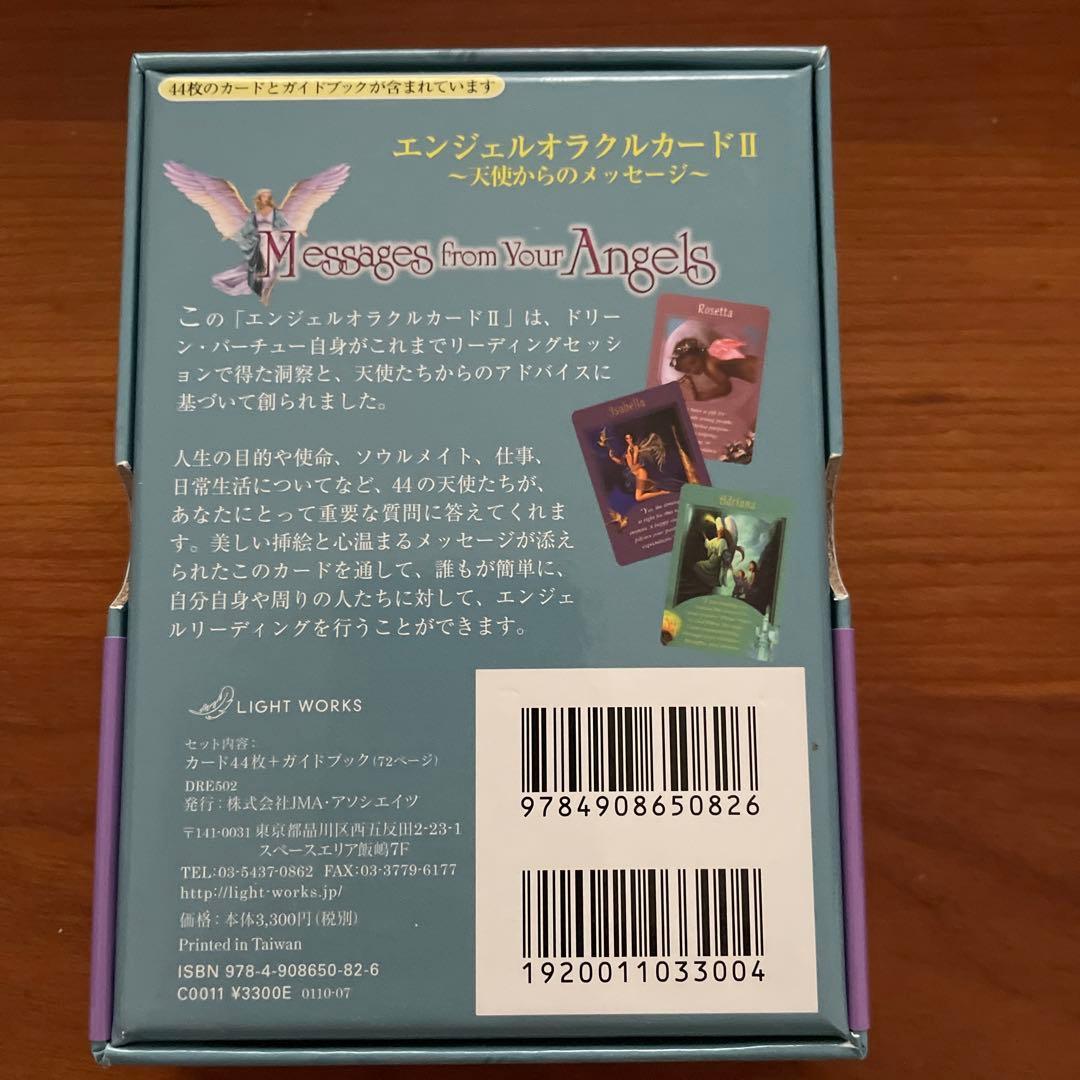 44枚のカードとガイドブックが含まれています
エンジェルオラクルカードⅡ
～天使からのメッセージ～
Messages from Your Angels
この「エンジェルオラクルカードⅡ」は、ドリー
ン・バーチュー自身がこれまでリーディングセッシ
ョンで得た洞察と、天使たちからのアドバイスに
基づいて創られました。
人生の目的や使命、ソウルメイト、仕事、
日常生活についてなど、44の天使たちが、
あなたにとって重要な質問に答えてくれま
す。美しい挿絵と心温まるメッセージが添え
られたこのカードを通して、誰もが簡単に、
自分自身や周りの人たちに対して、エンジェ
ルリーディングを行うことができます。
Rosetta
Isabella
Adriana
LIGHT WORKS
セット内容：
カード44枚＋ガイドブック（72ページ）
DRE502
発行：株式会社JMA・アソシエイツ
〒141-0031 東京都品川区西五反田2-23-1
スペースエリア飯嶋7F
TEL:03-5437-0862 FAX:03-3779-6177
http://light-works.jp/
価格：本体3,300円（税別）
Printed in Taiwan
ISBN 978-4-908650-82-6
C0011 ¥3300E 0110-07
9784908650826
1920011033004